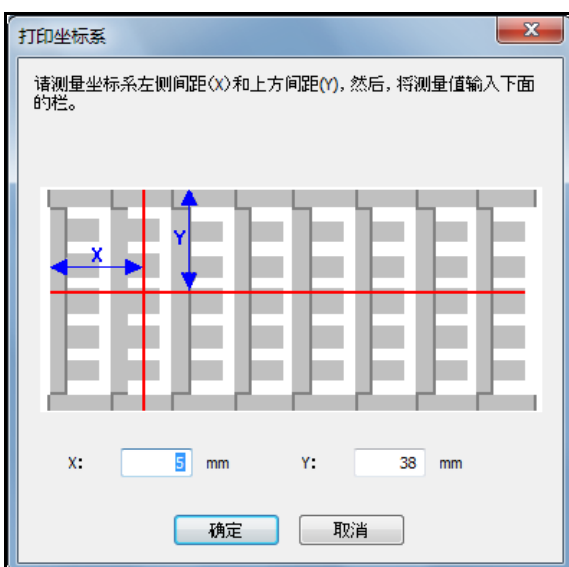 打印坐标系
请测量坐标系左侧间距(X)和上方间距(Y),然后,将测量值输入下面
的栏。
Y
X
X: 5 mm Y: 38 mm
确定 取消